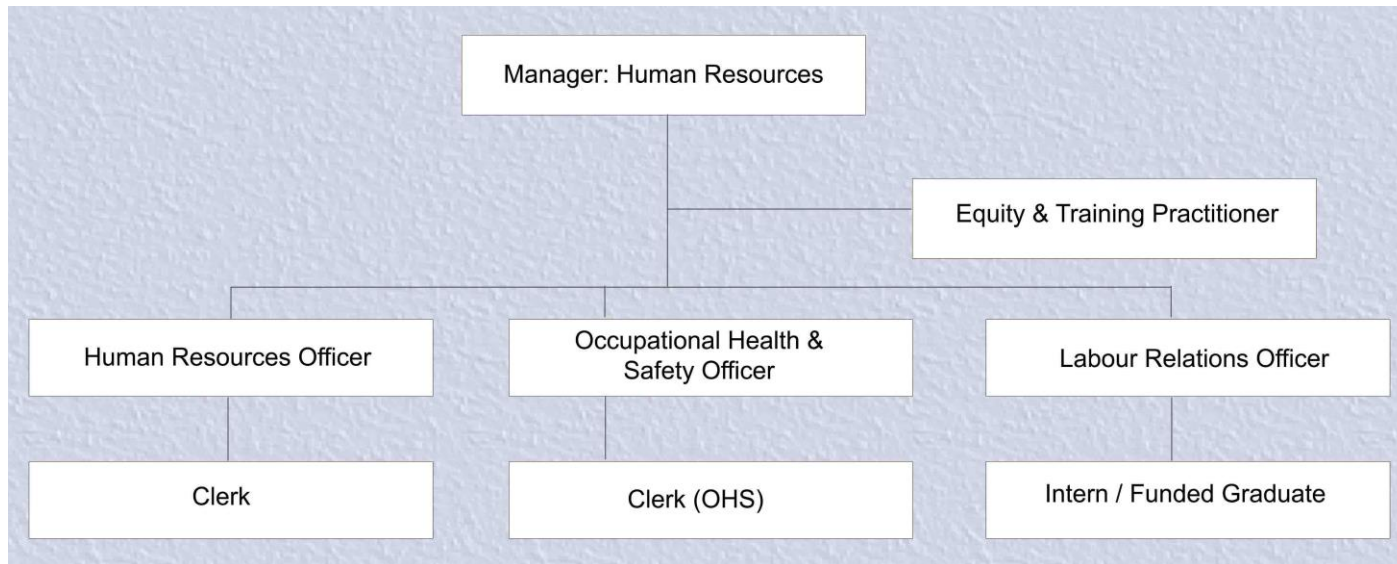 Manager: Human Resources
Equity & Training Practitioner
Human Resources Officer
Occupational Health &
Safety Officer
Labour Relations Officer
Clerk
Clerk (OHS)
Intern / Funded Graduate